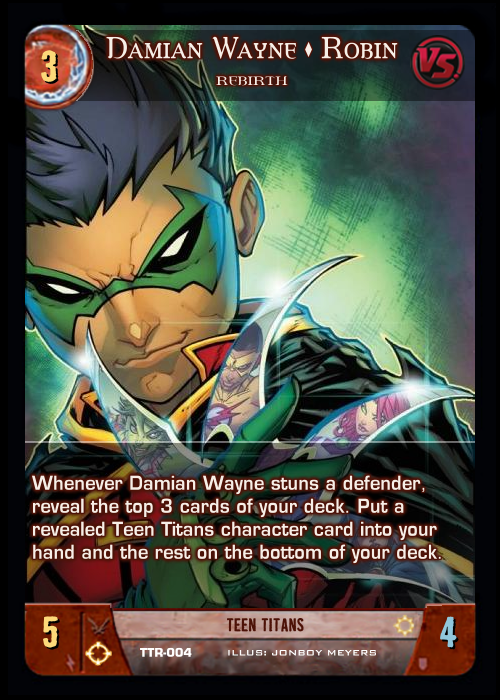 3
DAMIAN WAYNE ♦ ROBIN
REBIRTH
VS
Whenever Damian Wayne stuns a defender,
reveal the top 3 cards of your deck. Put a
revealed Teen Titans character card into your
hand and the rest on the bottom of your deck.
5
TEEN TITANS
4
TTR-004 ILLUS: JONBOY MEYERS